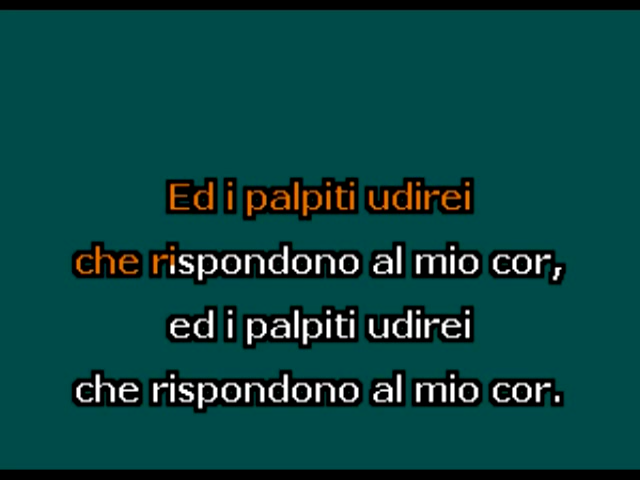 Ed i palpiti udirei
che rispondono al mio cor,
ed i palpiti udirei
che rispondono al mio cor.